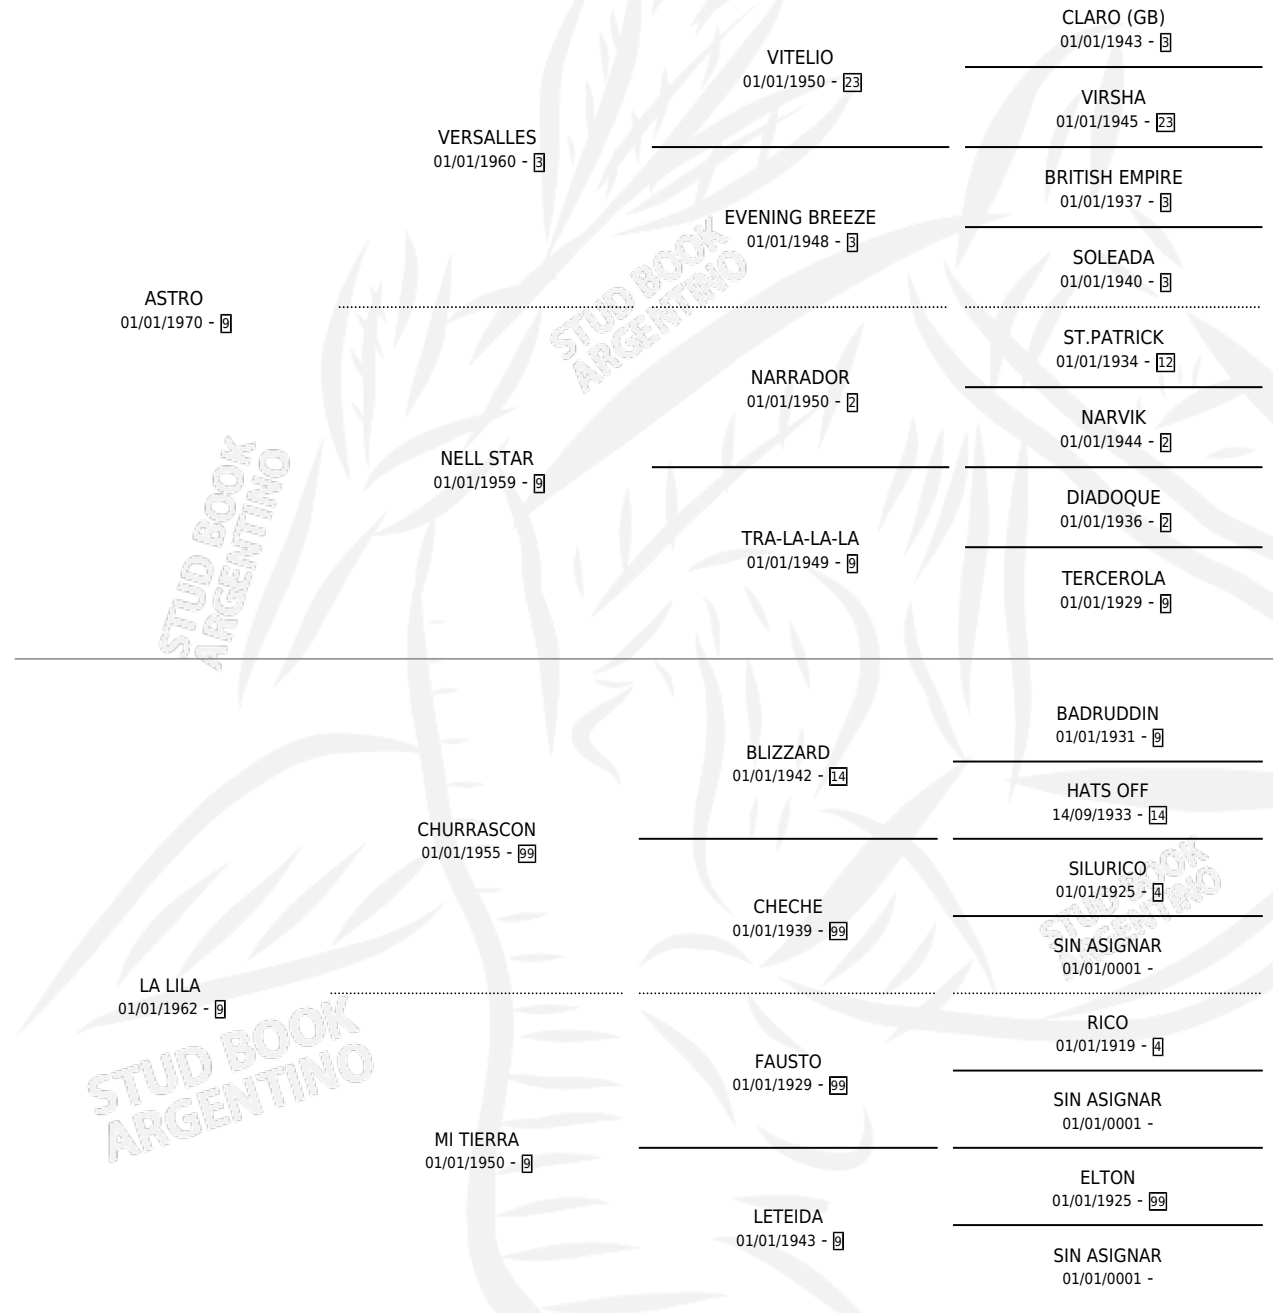 CLARO (GB)
01/01/1943 - 3
VITELIO
01/01/1950 - 23
VIRSHA
01/01/1945 - 23
VERSALLES
01/01/1960 - 3
BRITISH EMPIRE
01/01/1937 - 3
EVENING BREEZE
01/01/1948 - 3
SOLEADA
01/01/1940 - 3
ASTRO
01/01/1970 - 9
ST.PATRICK
01/01/1934 - 12
NARRADOR
01/01/1950 - 2
NARVIK
01/01/1944 - 2
NELL STAR
01/01/1959 - 9
DIADOQUE
01/01/1936 - 2
TRA-LA-LA-LA
01/01/1949 - 9
TERCEROLA
01/01/1929 - 9
STUD BOOK
ARGENTINO
STUD BOOK
ARGENTINO
BADRUDDIN
01/01/1931 - 9
BLIZZARD
01/01/1942 - 14
HATS OFF
14/09/1933 - 14
CHURRASCON
01/01/1955 - 99
SILURICO
01/01/1925 - 4
CHECHE
01/01/1939 - 99
SIN ASIGNAR
01/01/0001 -
LA LILA
01/01/1962 - 9
RICO
01/01/1919 - 4
FAUSTO
01/01/1929 - 99
SIN ASIGNAR
01/01/0001 -
MI TIERRA
01/01/1950 - 9
ELTON
01/01/1925 - 99
LETEIDA
01/01/1943 - 9
SIN ASIGNAR
01/01/0001 -
STUD BOOK
ARGENTINO
STUD BOOK
ARGENTINO